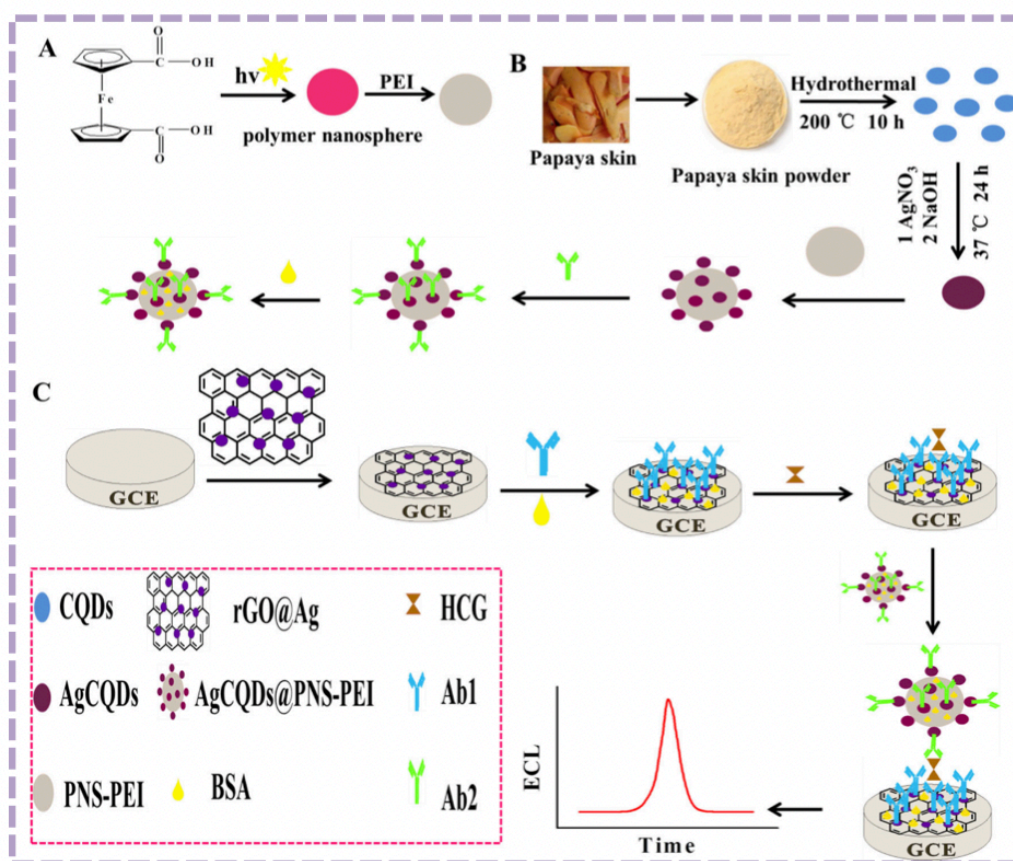 A
O
C
OH
Fe
C
OH
O
hv
PEI
polymer nanosphere
B
Papaya skin
Papaya skin powder
Hydrothermal
200 ℃ 10 h
1 AgNO3
2 NaOH
37 ℃ 24 h
C
GCE
GCE
GCE
GCE
CQDs
rGO@Ag
HCG
AgCQDs
AgCQDs@PNS-PEI
Ab1
PNS-PEI
BSA
Ab2
ECL
Time
GCE